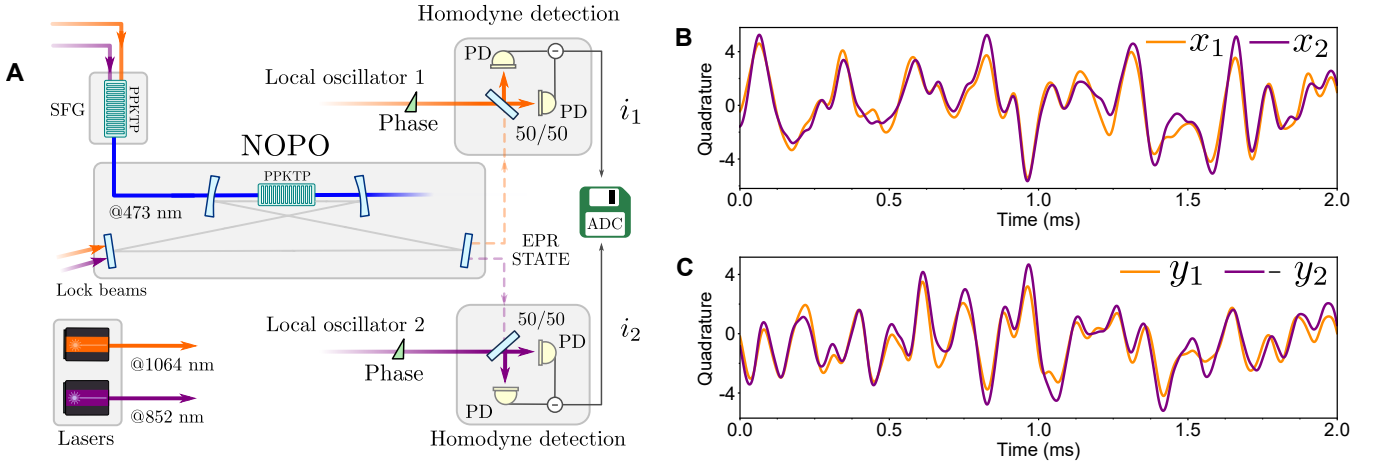 A
SFG
PPKTP
NOPO
PPKTP
@473 nm
Lock beams
@1064 nm
@852 nm
Lasers
Homodyne detection
PD
Local oscillator 1
Phase
PD
50/50
i₁
EPR
STATE
ADC
Local oscillator 2
Phase
50/50
PD
PD
i₂
Homodyne detection
B
x₁ x₂
Quadrature
4
0
-4
0.0 0.5 1.0 1.5 2.0
Time (ms)
C
y₁ - y₂
Quadrature
4
0
-4
0.0 0.5 1.0 1.5 2.0
Time (ms)